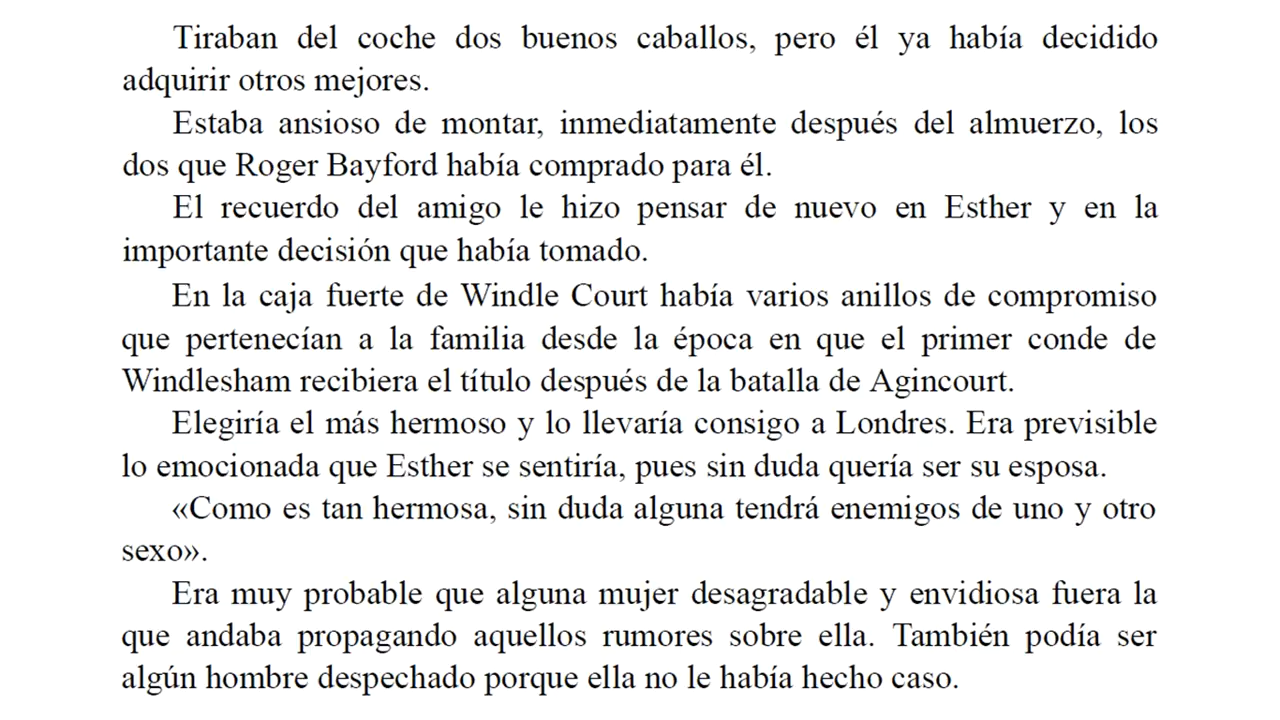 Tiraban del coche dos buenos caballos, pero él ya había decidido
adquirir otros mejores.
Estaba ansioso de montar, inmediatamente después del almuerzo, los
dos que Roger Bayford había comprado para él.
El recuerdo del amigo le hizo pensar de nuevo en Esther y en la
importante decisión que había tomado.
En la caja fuerte de Windle Court había varios anillos de compromiso
que pertenecían a la familia desde la época en que el primer conde de
Windlesham recibiera el título después de la batalla de Agincourt.
Elegiría el más hermoso y lo llevaría consigo a Londres. Era previsible
lo emocionada que Esther se sentiría, pues sin duda quería ser su esposa.
«Como es tan hermosa, sin duda alguna tendrá enemigos de uno y otro
sexo».
Era muy probable que alguna mujer desagradable y envidiosa fuera la
que andaba propagando aquellos rumores sobre ella. También podía ser
algún hombre despechado porque ella no le había hecho caso.